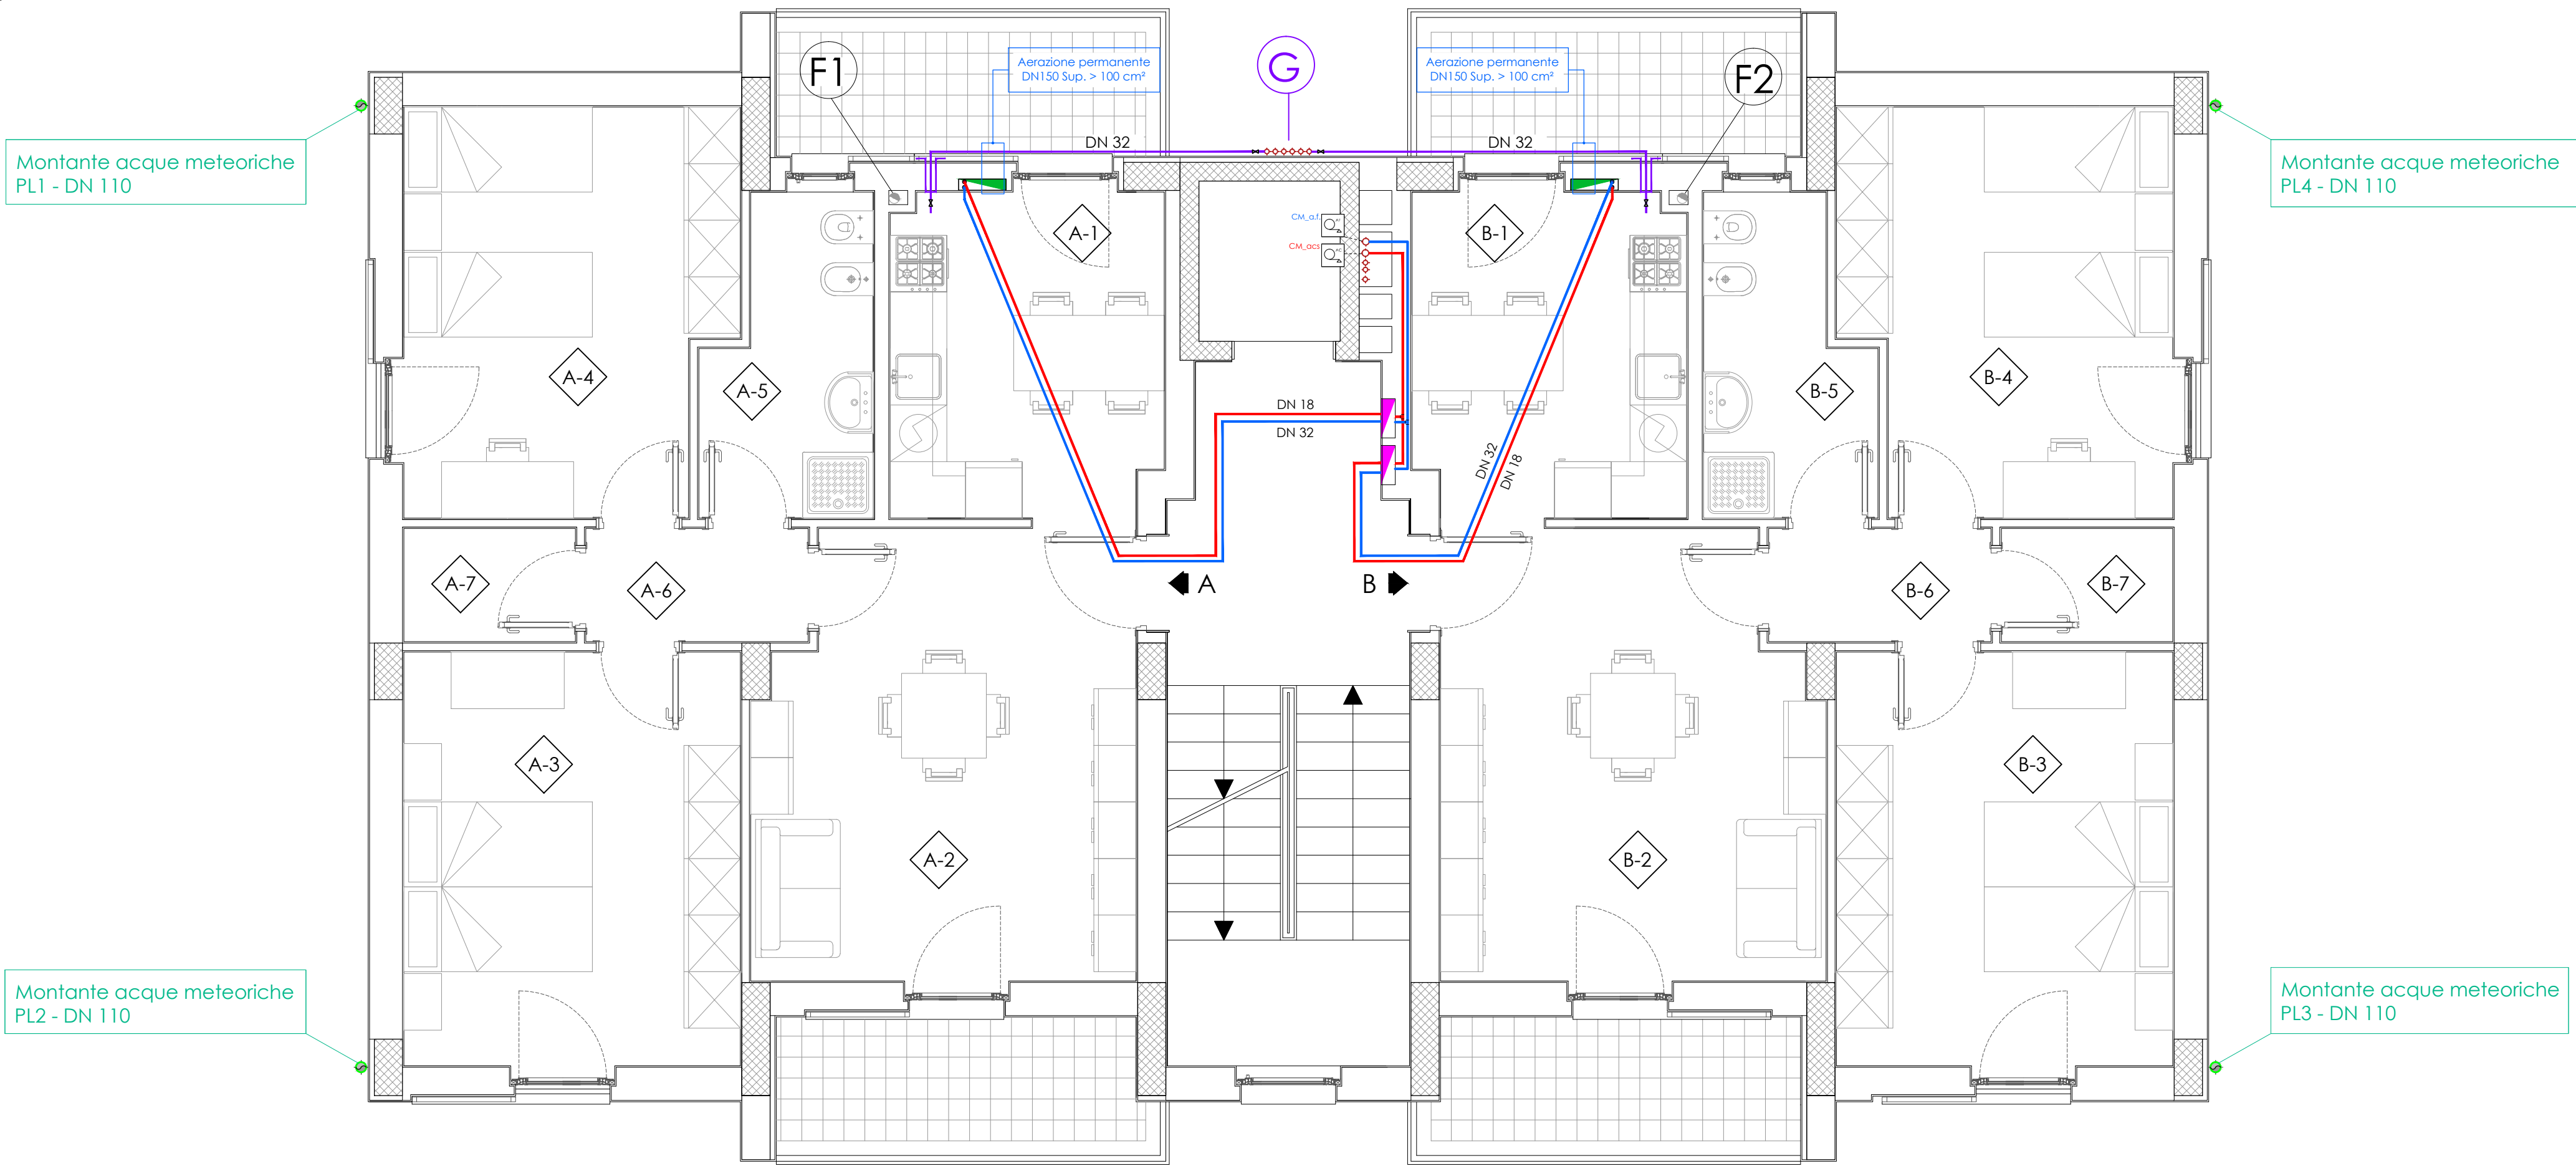 F1
Aerazione permanente
DN150 Sup. > 100 cm²
G
Aerazione permanente
DN150 Sup. > 100 cm²
F2
Montante acque meteoriche
PL1 - DN 110
DN 32
DN 32
Montante acque meteoriche
PL4 - DN 110
A-1
CM_a.f.
CM_acs
B-1
A-4
A-5
B-5
B-4
DN 18
DN 32
DN 32
DN 18
A-7
A-6
A
B
B-6
B-7
A-3
B-3
A-2
B-2
Montante acque meteoriche
PL2 - DN 110
Montante acque meteoriche
PL3 - DN 110